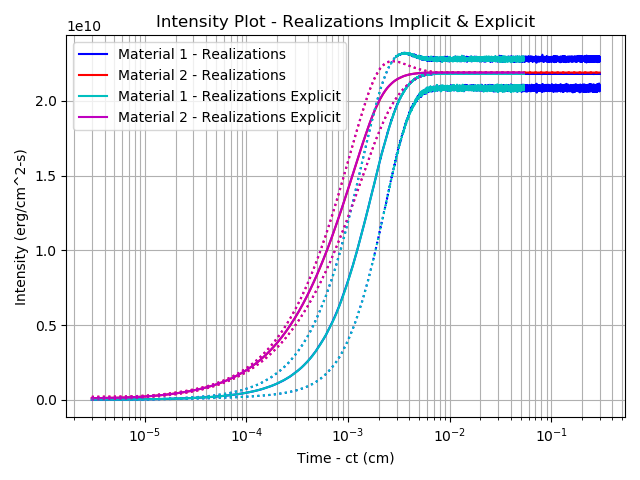 Intensity Plot - Realizations Implicit & Explicit
1e10
Material 1 - Realizations
Material 2 - Realizations
Material 1 - Realizations Explicit
Material 2 - Realizations Explicit
Intensity (erg/cm^2-s)
2.0
1.5
1.0
0.5
0.0
10⁻⁵ 10⁻⁴ 10⁻³ 10⁻² 10⁻¹
Time - ct (cm)